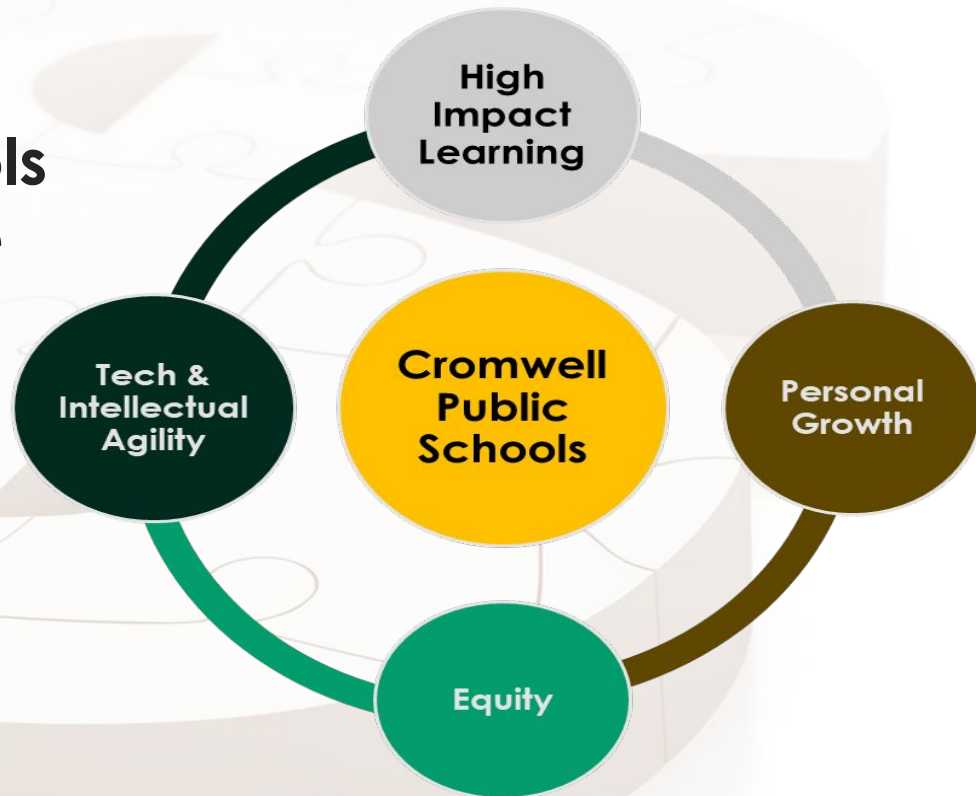 High
Impact
Learning
Tech &
Intellectual
Agility
Cromwell
Public
Schools
Personal
Growth
Equity